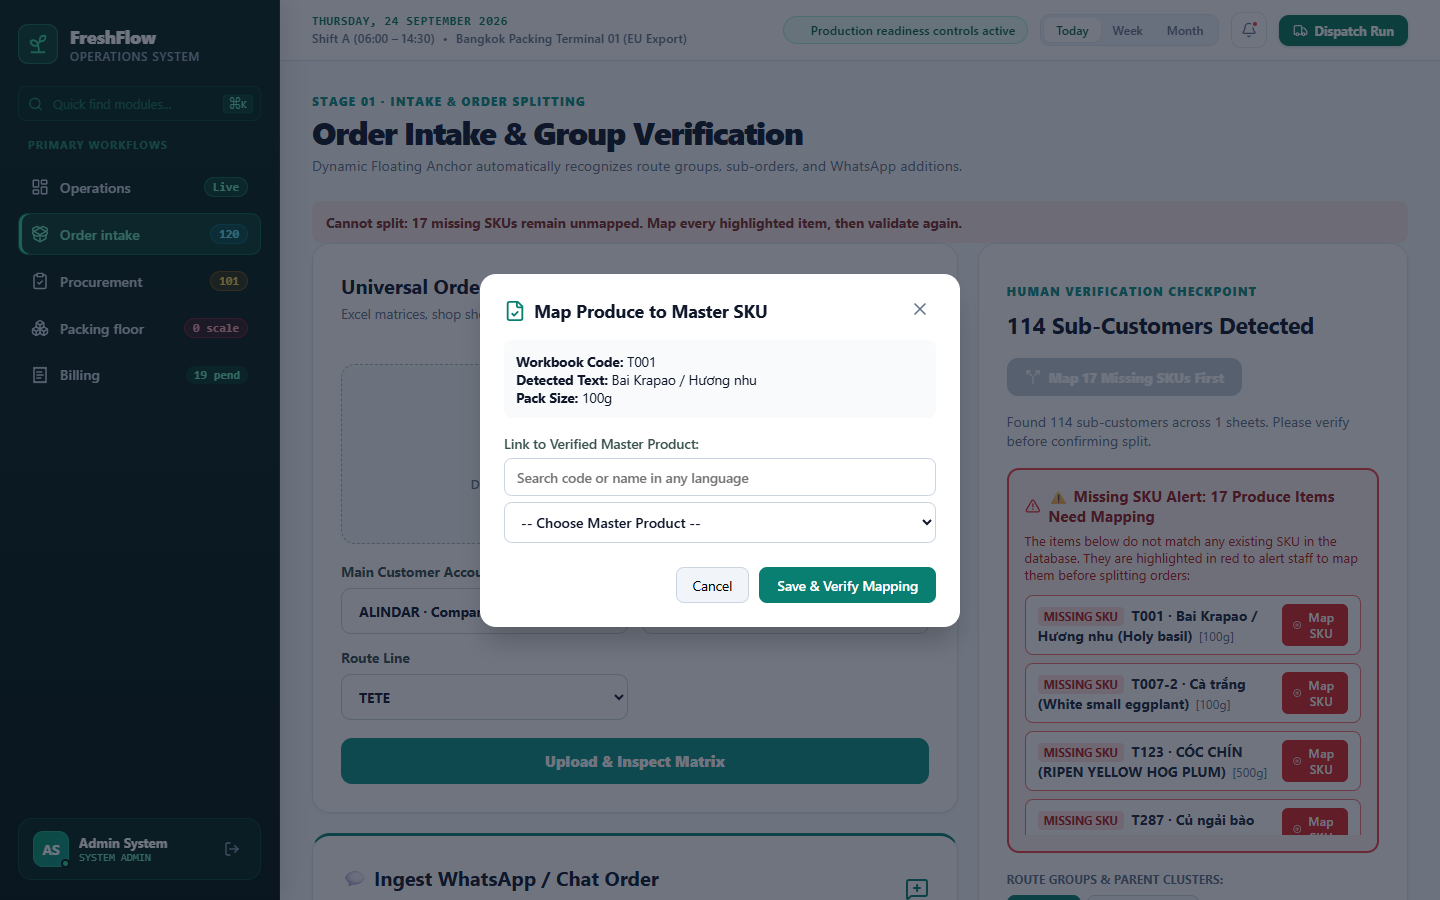 FreshFlow
OPERATIONS SYSTEM
Quick find modules...
⌘K
PRIMARY WORKFLOWS
Operations
Live
Order intake
120
Procurement
101
Packing floor
0 scale
Billing
19 pend
AS
Admin System
SYSTEM ADMIN
THURSDAY, 24 SEPTEMBER 2026
Shift A (06:00 – 14:30) • Bangkok Packing Terminal 01 (EU Export)
Production readiness controls active
Today
Week
Month
Dispatch Run
STAGE 01 · INTAKE & ORDER SPLITTING
Order Intake & Group Verification
Dynamic Floating Anchor automatically recognizes route groups, sub-orders, and WhatsApp additions.
Cannot split: 17 missing SKUs remain unmapped. Map every highlighted item, then validate again.
Universal Orde
Excel matrices, shop sh
D
Main Customer Accou
ALINDAR · Compar
Route Line
TETE
Upload & Inspect Matrix
Ingest WhatsApp / Chat Order
Map Produce to Master SKU
Workbook Code: T001
Detected Text: Bai Krapao / Hương nhu
Pack Size: 100g
Link to Verified Master Product:
Search code or name in any language
-- Choose Master Product --
Cancel
Save & Verify Mapping
HUMAN VERIFICATION CHECKPOINT
114 Sub-Customers Detected
Map 17 Missing SKUs First
Found 114 sub-customers across 1 sheets. Please verify
before confirming split.
⚠️ Missing SKU Alert: 17 Produce Items
Need Mapping
The items below do not match any existing SKU in the
database. They are highlighted in red to alert staff to map
them before splitting orders:
MISSING SKU T001 · Bai Krapao /
Hương nhu (Holy basil) [100g]
Map
SKU
MISSING SKU T007-2 · Cà trắng
(White small eggplant) [100g]
Map
SKU
MISSING SKU T123 · CÓC CHÍN
(RIPEN YELLOW HOG PLUM) [500g]
Map
SKU
MISSING SKU T287 · Củ ngải bào
Map
SKU
ROUTE GROUPS & PARENT CLUSTERS: